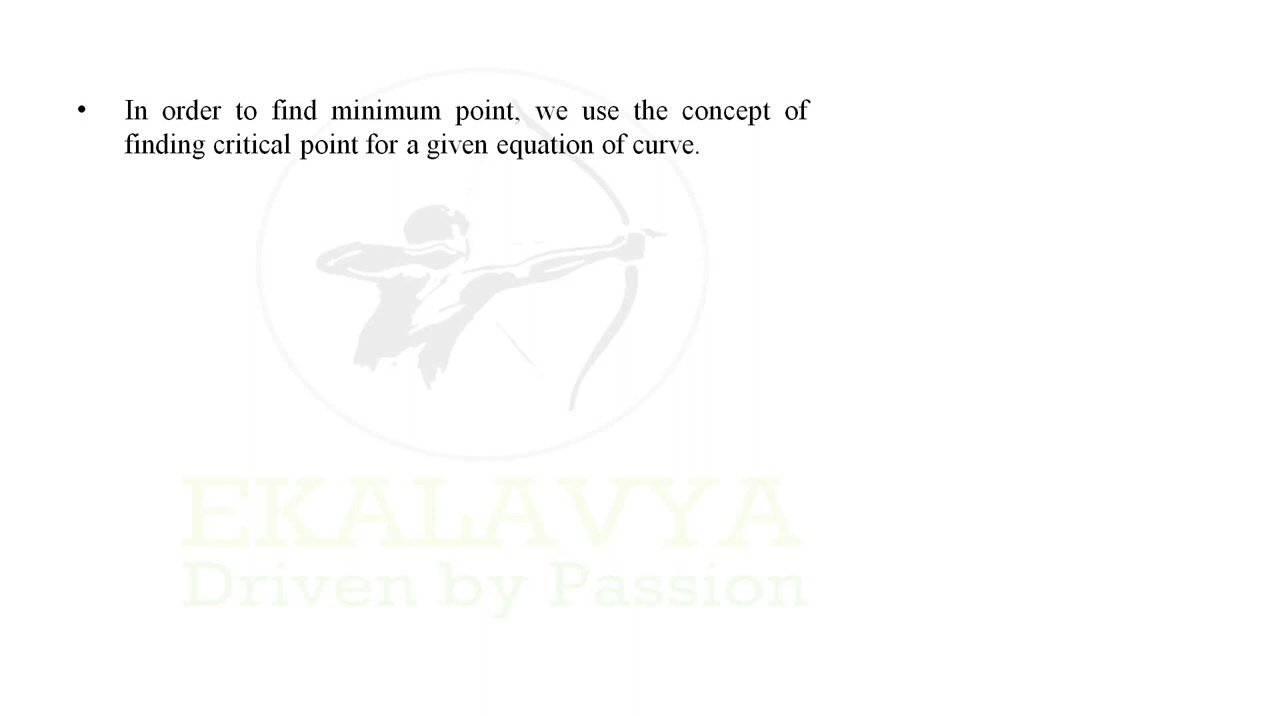 • In order to find minimum point, we use the concept of
finding critical point for a given equation of curve.
EKALAVYA
Driven by Passion